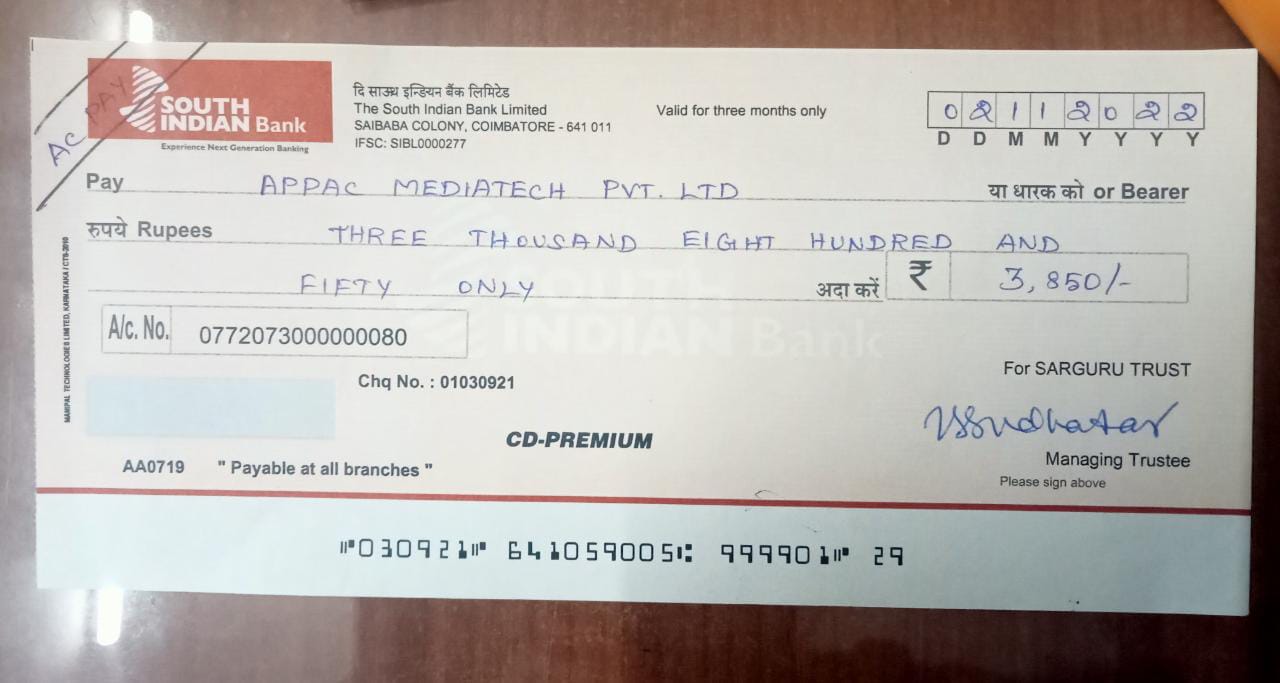 AC PAY
SOUTH
INDIAN Bank
Experience Next Generation Banking
दि साउथ इन्डियन बैंक लिमिटेड
The South Indian Bank Limited
SAIBABA COLONY, COIMBATORE - 641 011
IFSC: SIBL0000277
Valid for three months only
0 2 1 1 2 0 2 2
D D M M Y Y Y Y
Pay APPAC MEDIATECH PVT. LTD या धारक को or Bearer
रुपये Rupees THREE THOUSAND EIGHT HUNDRED AND
FIFTY ONLY अदा करें ₹ 3,850/-
A/c. No. 0772073000000080
MANIPAL TECHNOLOGIES LIMITED, KARNATAKA / CTS-2010
SOUTH
INDIAN Bank
Chq No. : 01030921
For SARGURU TRUST
CD-PREMIUM
Managing Trustee
AA0719 " Payable at all branches "
Please sign above
⑈030921⑈ 641059005⑆ 999901⑈ 29